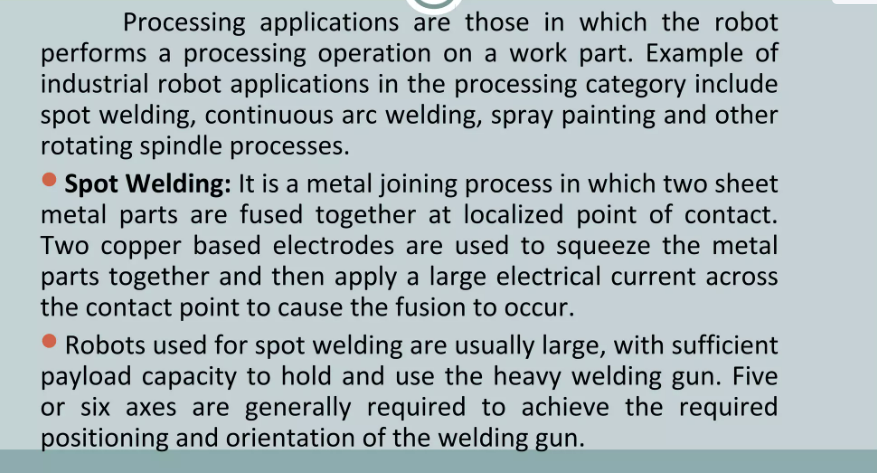 Processing applications are those in which the robot
performs a processing operation on a work part. Example of
industrial robot applications in the processing category include
spot welding, continuous arc welding, spray painting and other
rotating spindle processes.
• Spot Welding: It is a metal joining process in which two sheet
metal parts are fused together at localized point of contact.
Two copper based electrodes are used to squeeze the metal
parts together and then apply a large electrical current across
the contact point to cause the fusion to occur.
• Robots used for spot welding are usually large, with sufficient
payload capacity to hold and use the heavy welding gun. Five
or six axes are generally required to achieve the required
positioning and orientation of the welding gun.